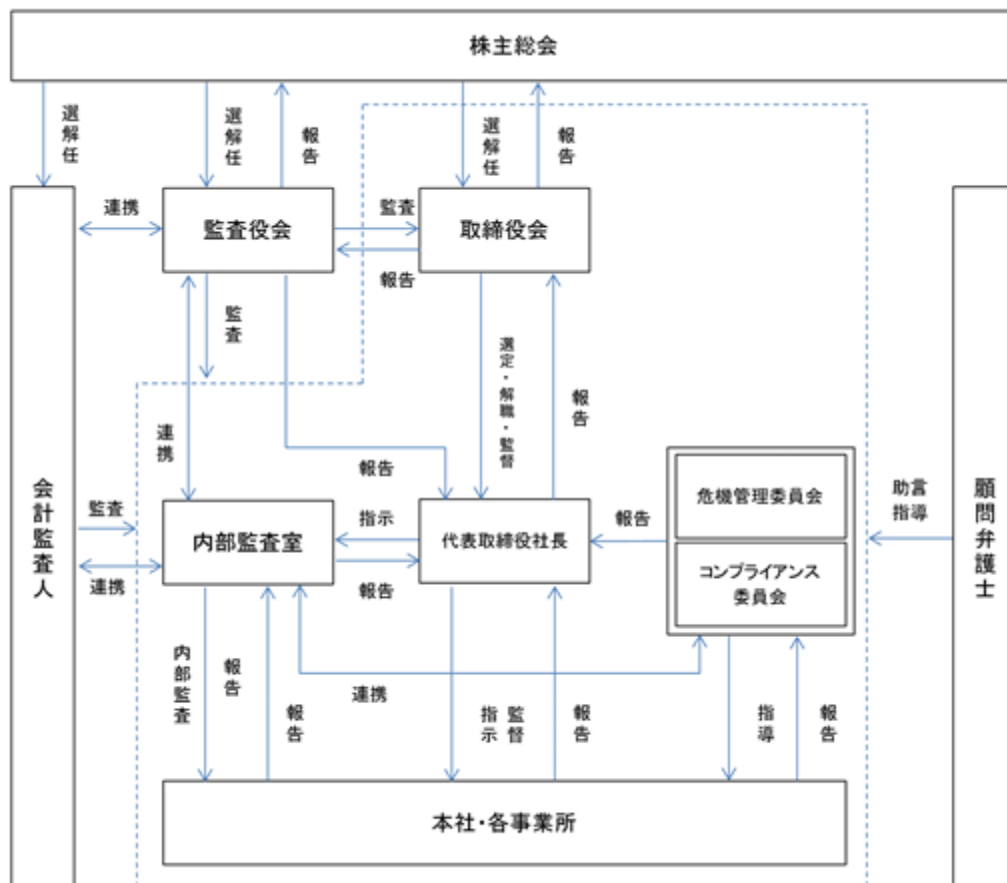 株主総会
選解任
選解任
報告
選解任
報告
連携
監査役会
監査
取締役会
報告
監査
選定・解職・監督
報告
連携
報告
会計監査人
監査
連携
内部監査室
指示
報告
代表取締役社長
報告
危機管理委員会
コンプライアンス
委員会
助言
指導
顧問弁護士
内部監査
報告
報告
連携
指示
監督
報告
指導
報告
本社・各事業所